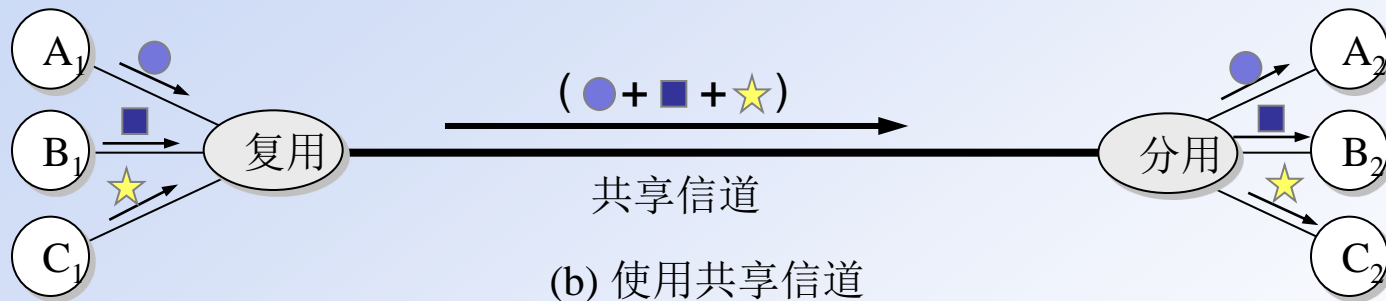 A₁
B₁
C₁
复用
( + + )
共享信道
(b) 使用共享信道
分用
A₂
B₂
C₂